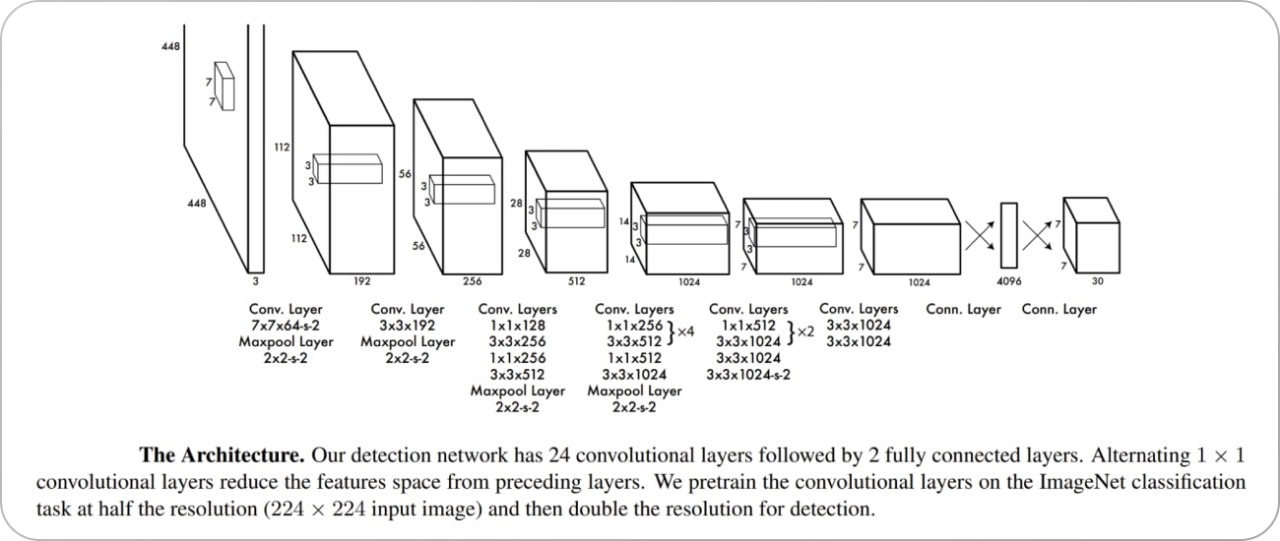 448
7
7
448
3
112
3
3
112
192
56
3
3
56
256
28
3
3
28
512
14
3
3
14
1024
7
3
3
7
1024
7
7
1024
4096
7
7
30
Conv. Layer
7x7x64-s-2
Maxpool Layer
2x2-s-2
Conv. Layer
3x3x192
Maxpool Layer
2x2-s-2
Conv. Layers
1x1x128
3x3x256
1x1x256
3x3x512
Maxpool Layer
2x2-s-2
Conv. Layers
1x1x256
3x3x512 }×4
1x1x512
3x3x1024
Maxpool Layer
2x2-s-2
Conv. Layers
1x1x512
3x3x1024 }×2
3x3x1024
3x3x1024-s-2
Conv. Layers
3x3x1024
3x3x1024
Conn. Layer
Conn. Layer
The Architecture. Our detection network has 24 convolutional layers followed by 2 fully connected layers. Alternating 1 × 1
convolutional layers reduce the features space from preceding layers. We pretrain the convolutional layers on the ImageNet classification
task at half the resolution (224 × 224 input image) and then double the resolution for detection.